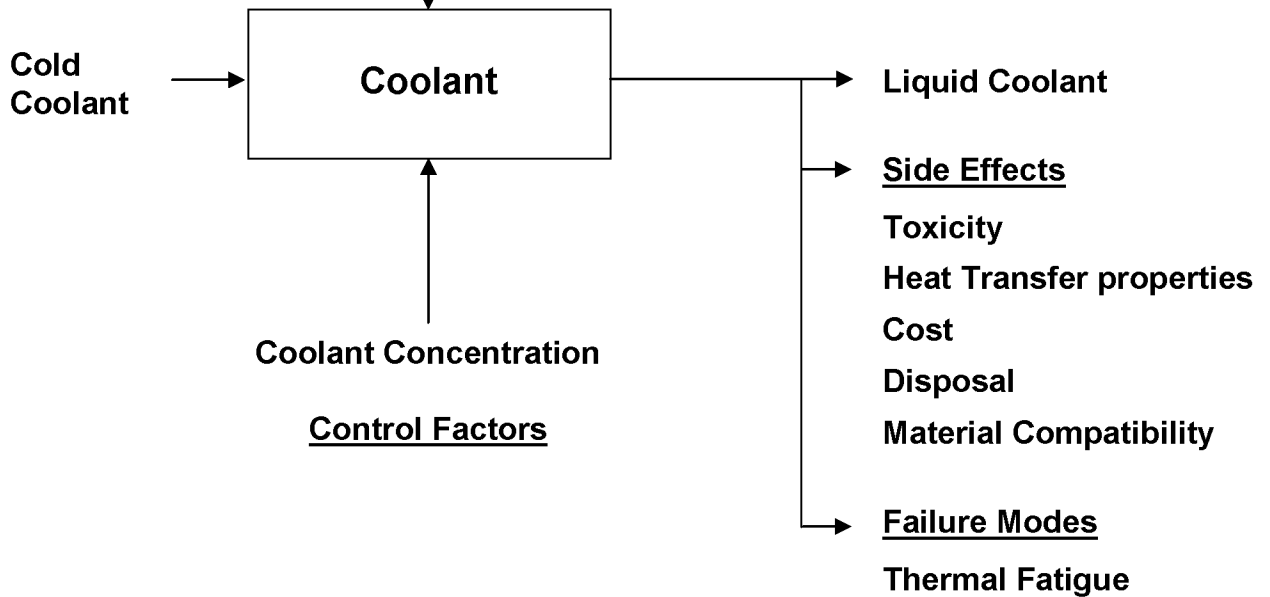 Cold
Coolant
Coolant
Liquid Coolant
Side Effects
Toxicity
Heat Transfer properties
Cost
Disposal
Material Compatibility
Coolant Concentration
Control Factors
Failure Modes
Thermal Fatigue